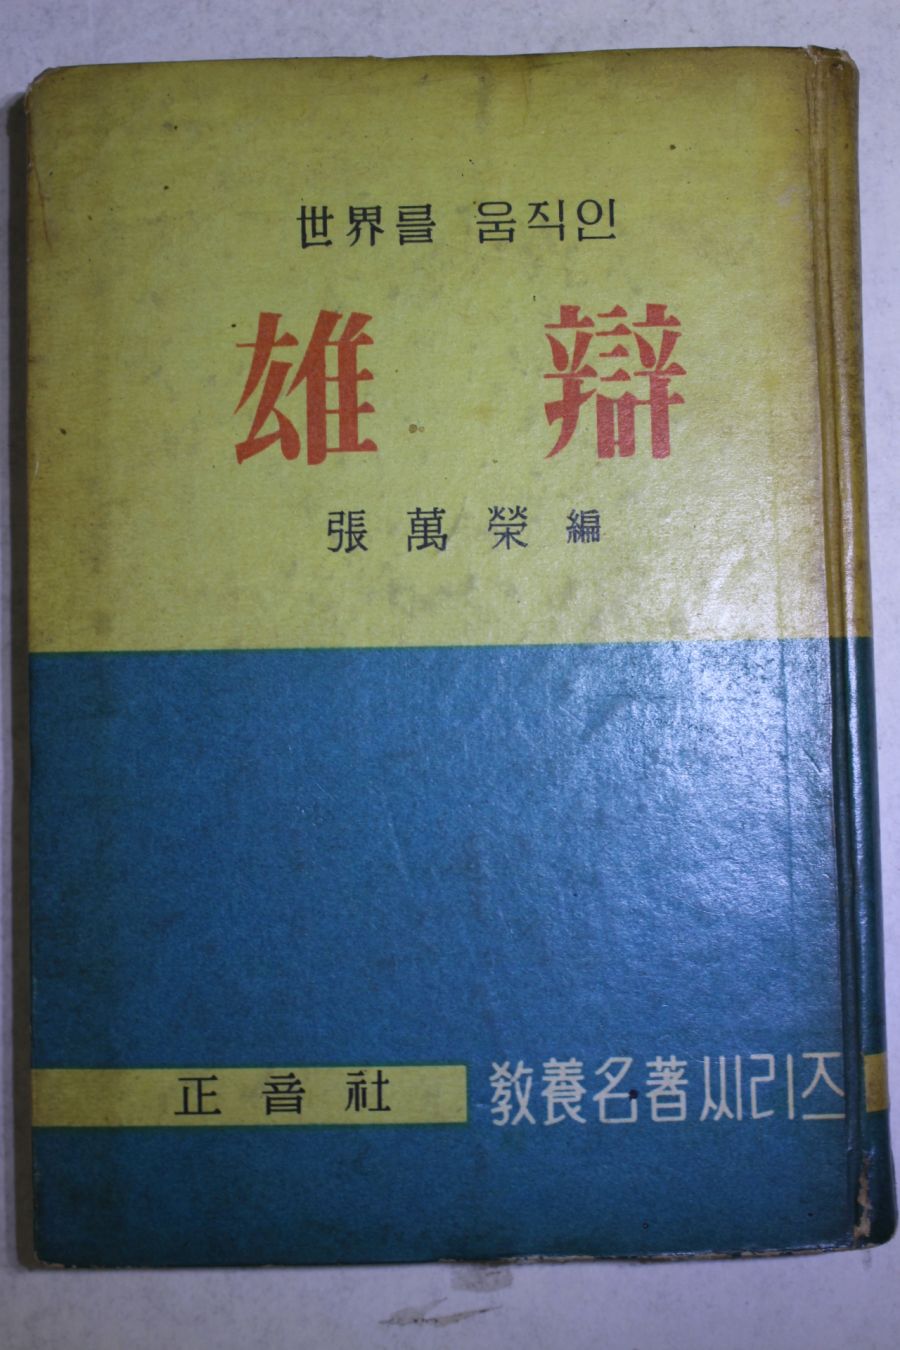 世界를 움직인
雄辯
張萬榮 編
正音社
敎養名著씨리즈